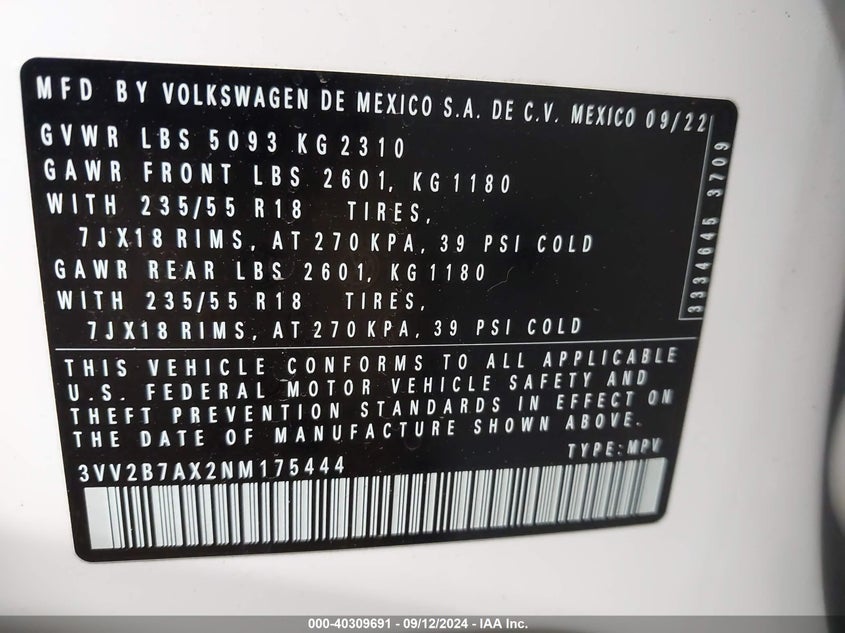 MFD BY VOLKSWAGEN DE MEXICO S.A. DE C.V. MEXICO 09/22
GVWR LBS 5093 KG 2310
GAWR FRONT LBS 2601, KG 1180
WITH 235/55 R18 TIRES,
7JX18 RIMS, AT 270 KPA, 39 PSI COLD
GAWR REAR LBS 2601, KG 1180
WITH 235/55 R18 TIRES,
7JX18 RIMS, AT 270 KPA, 39 PSI COLD
3334645 3709
THIS VEHICLE CONFORMS TO ALL APPLICABLE
U.S. FEDERAL MOTOR VEHICLE SAFETY AND
THEFT PREVENTION STANDARDS IN EFFECT ON
THE DATE OF MANUFACTURE SHOWN ABOVE.
TYPE: MPV
3VV2B7AX2NM175444
000-40309691 - 09/12/2024 - IAA Inc.